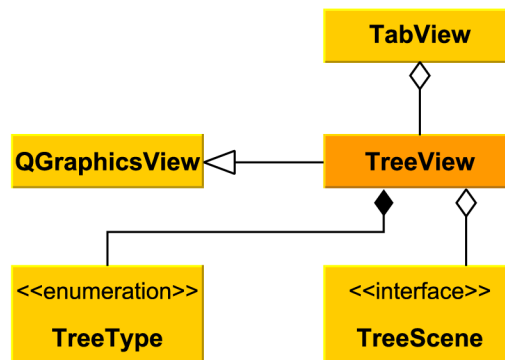 TabView
QGraphicsView
TreeView
<<enumeration>>
TreeType
<<interface>>
TreeScene